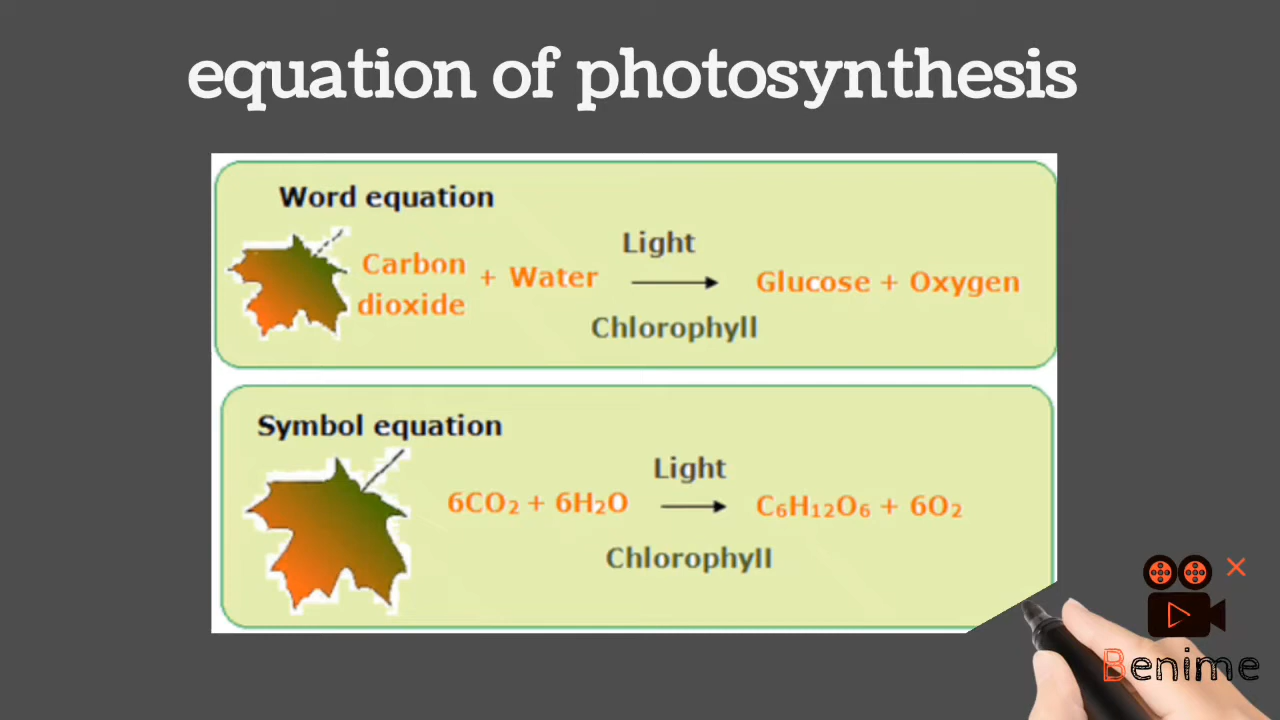 equation of photosynthesis
Word equation
Light
Carbon dioxide + Water → Glucose + Oxygen
Chlorophyll
Symbol equation
Light
6CO₂ + 6H₂O → C₆H₁₂O₆ + 6O₂
Chlorophyll
Benime